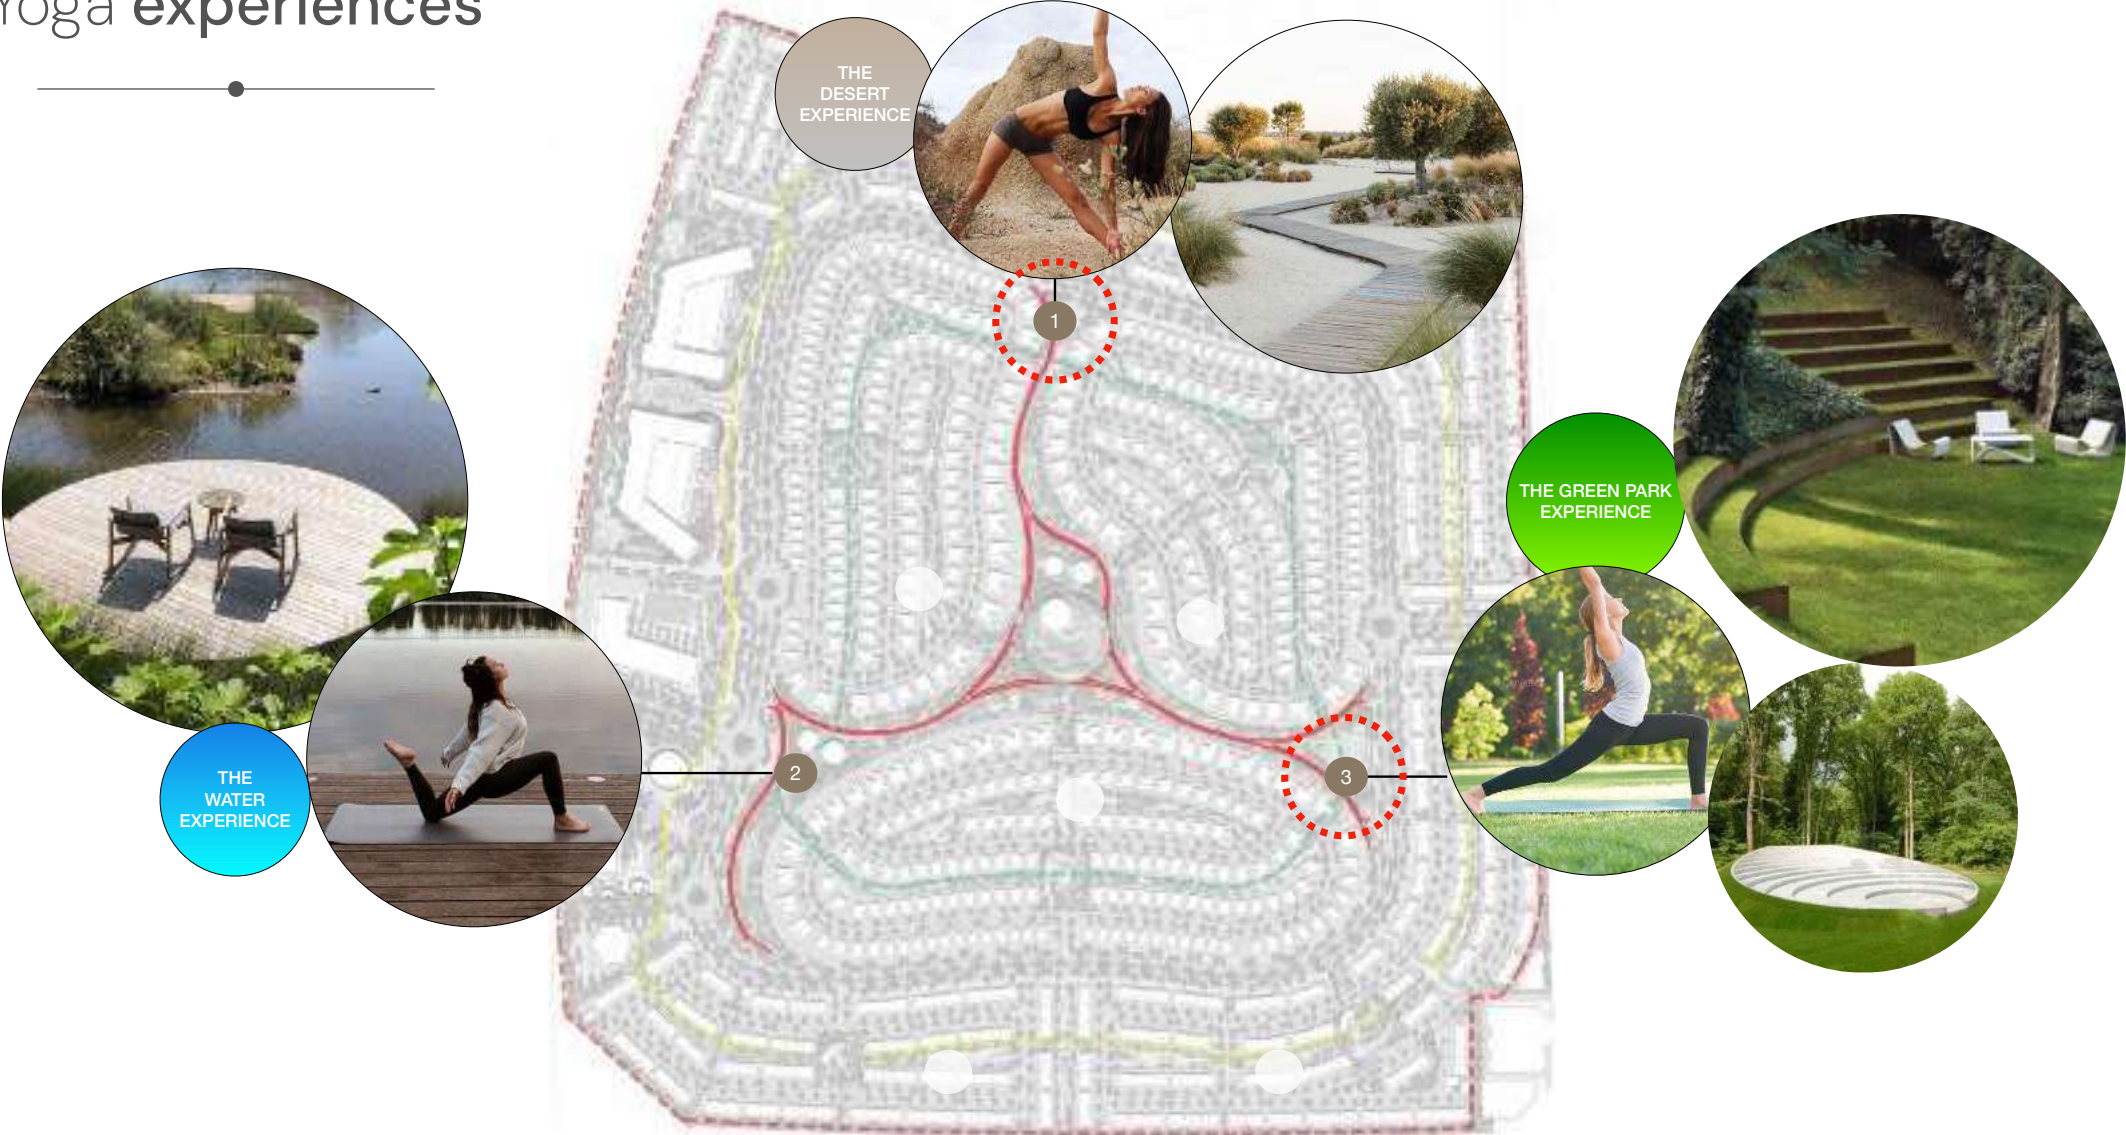 Yoga experiences
THE
DESERT
EXPERIENCE
1
THE GREEN PARK
EXPERIENCE
THE
WATER
EXPERIENCE
2
3